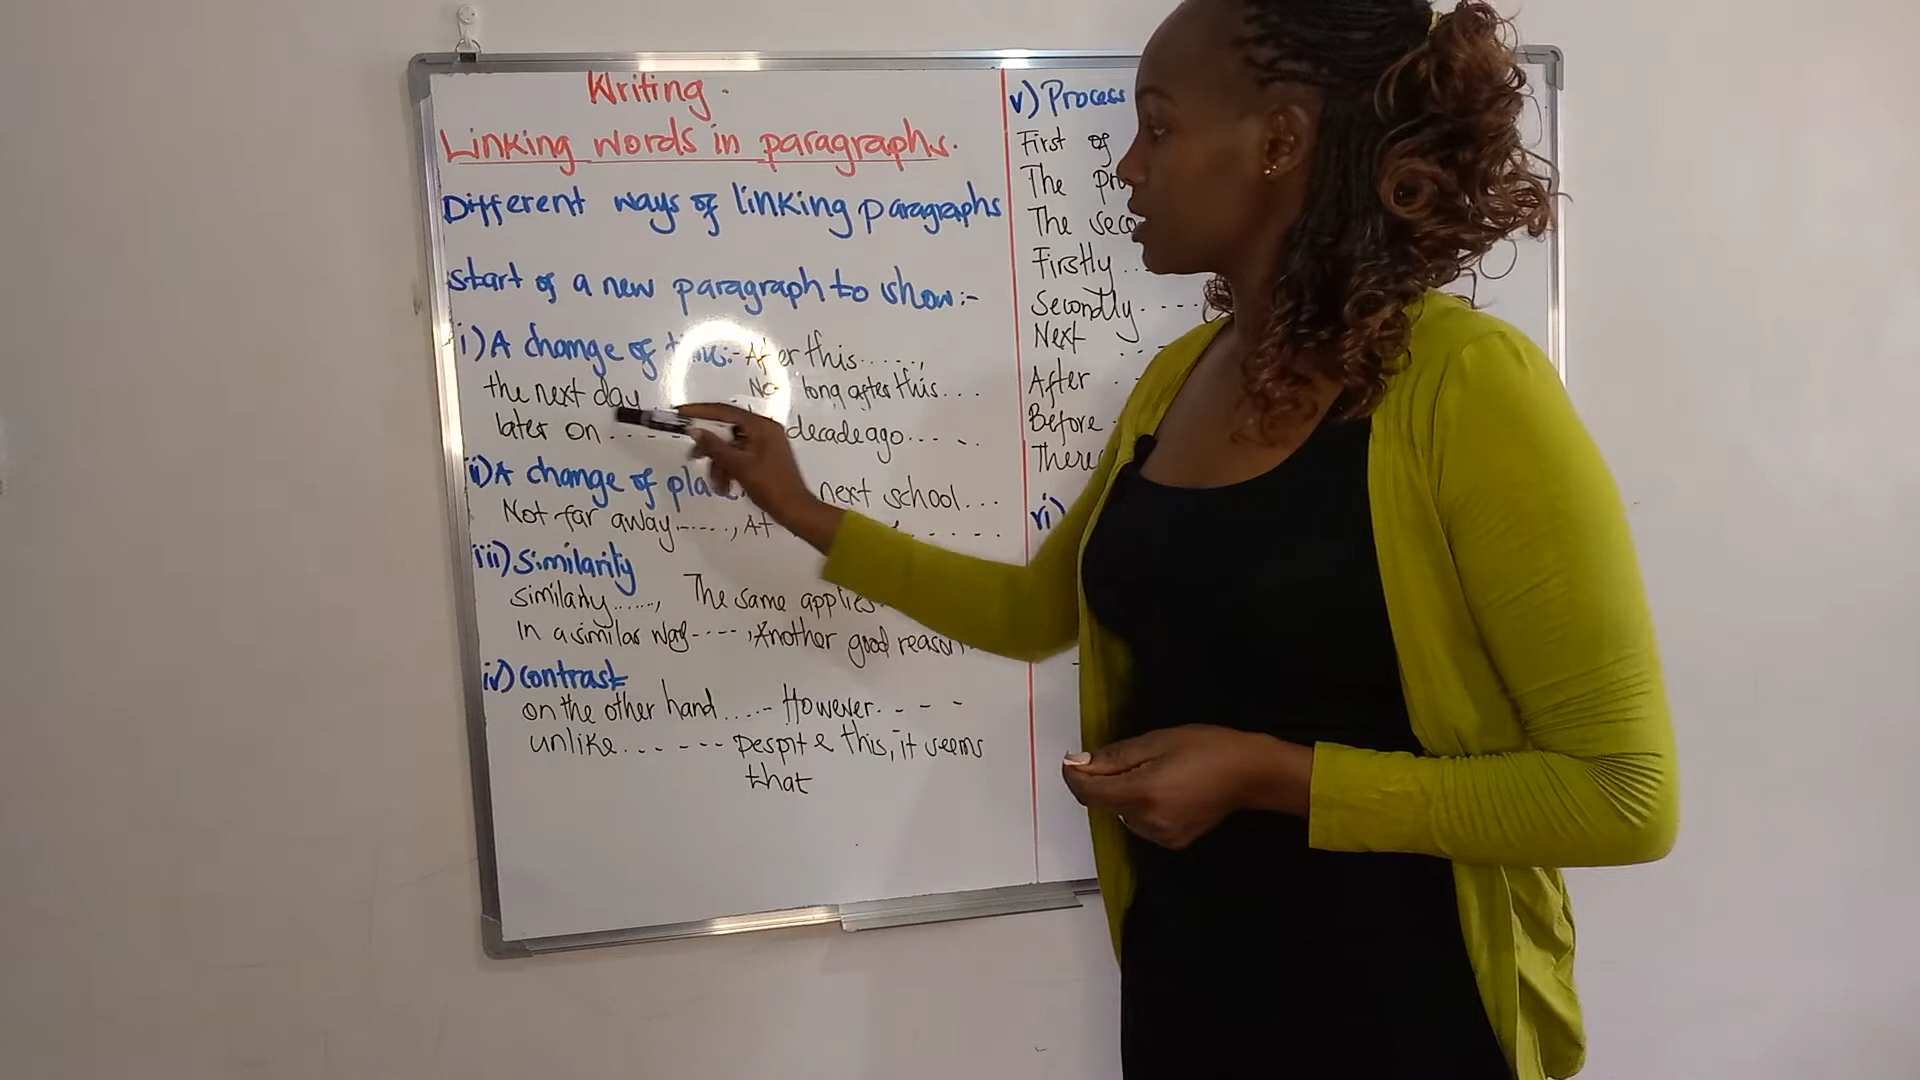 Writing.
Linking words in paragraphs.
Different ways of linking paragraphs
start of a new paragraph to show:-
i) A change of time:- After this.....,
the next day Not long after this...
later on...... decade ago.....
ii) A change of place next school...
Not far away------, At
iii) Similarity
similarly......, The same applies
In a similar way----, Another good reason
iv) contrast
on the other hand.....-- However.- - -
unlike...--- Despite this, it seems
that
v) Process
First of
The
The
Firstly...
Secondly.---
Next
After
Before
vi)